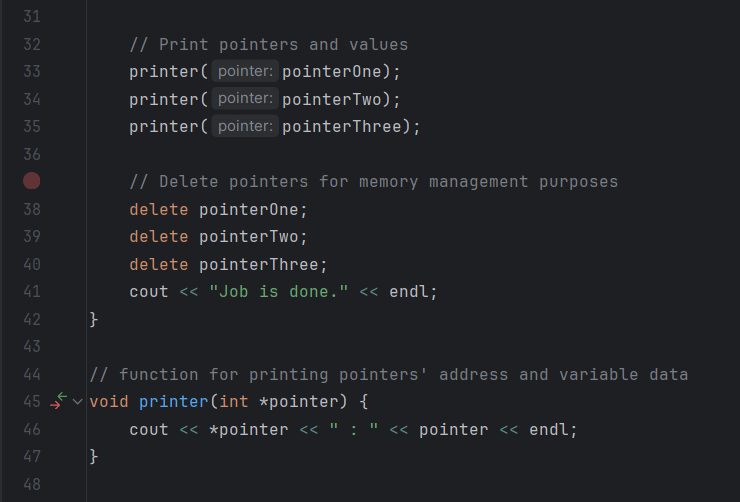 31
32 // Print pointers and values
33 printer( pointer: pointerOne);
34 printer( pointer: pointerTwo);
35 printer( pointer: pointerThree);
36
// Delete pointers for memory management purposes
38 delete pointerOne;
39 delete pointerTwo;
40 delete pointerThree;
41 cout << "Job is done." << endl;
42 }
43
44 // function for printing pointers' address and variable data
45 void printer(int *pointer) {
46 cout << *pointer << " : " << pointer << endl;
47 }
48